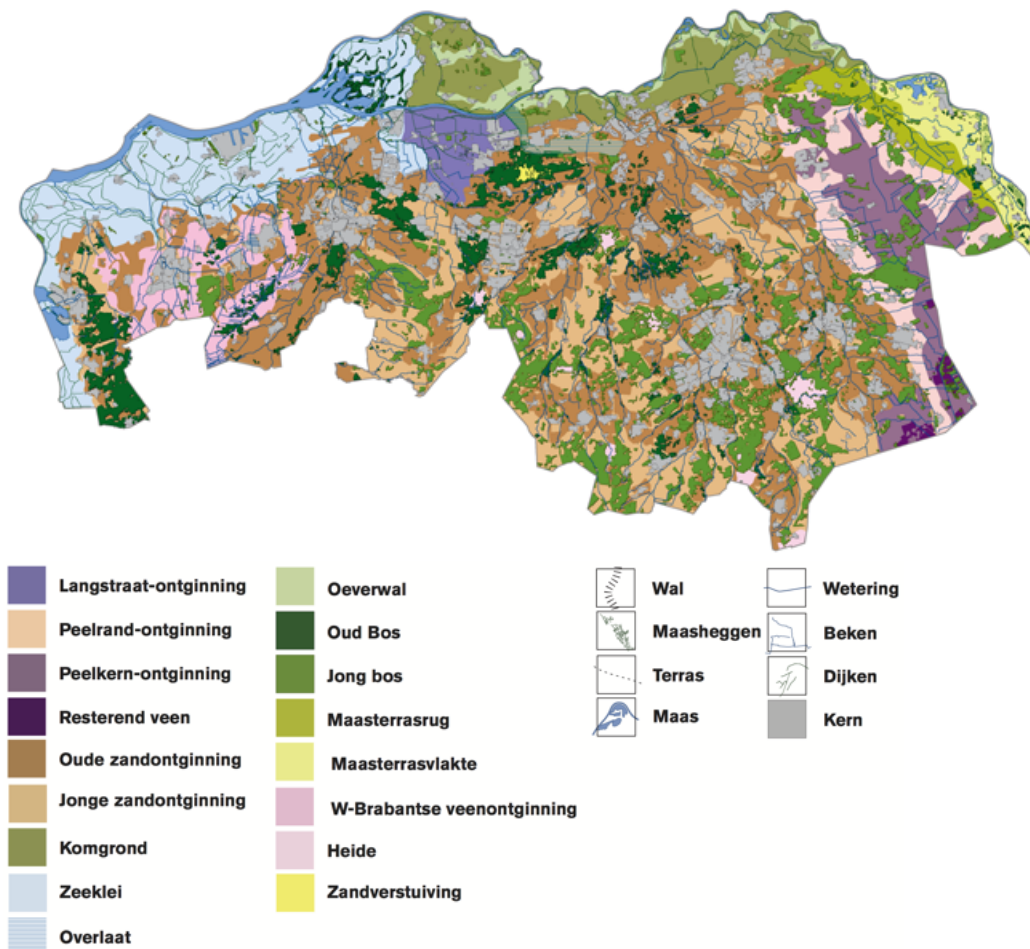 Langstraat-ontginning
Peelrand-ontginning
Peelkern-ontginning
Resterend veen
Oude zandontginning
Jonge zandontginning
Komgrond
Zeeklei
Overlaat
Oeverwal
Oud Bos
Jong bos
Maasterrasrug
Maasterrasvlakte
W-Brabantse veenontginning
Heide
Zandverstuiving
Wal
Maasheggen
Terras
Maas
Wetering
Beken
Dijken
Kern